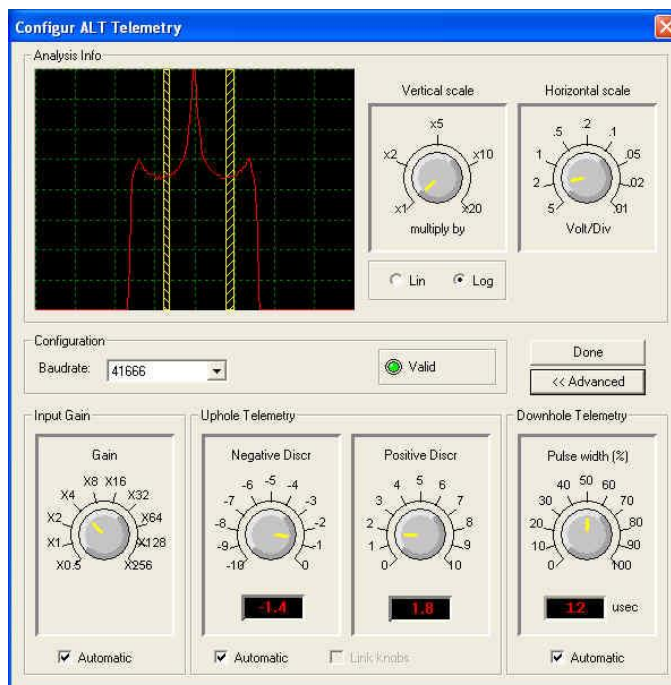 Configur ALT Telemetry
Analysis Info
Vertical scale
x1 x2 x5 x10 x20
multiply by
Lin Log
Horizontal scale
5 2 1 .5 .2 .1 .05 .02 .01
Volt/Div
Configuration
Baudrate: 41666
Valid
Done
<< Advanced
Input Gain
Gain
X0.5 X1 X2 X4 X8 X16 X32 X64 X128 X256
Automatic
Uphole Telemetry
Negative Discr
-10 -9 -8 -7 -6 -5 -4 -3 -2 -1 0
-1.4
Automatic
Positive Discr
0 1 2 3 4 5 6 7 8 9 10
1.8
Link Knobs
Downhole Telemetry
Pulse width (%)
0 10 20 30 40 50 60 70 80 90 100
12 usec
Automatic